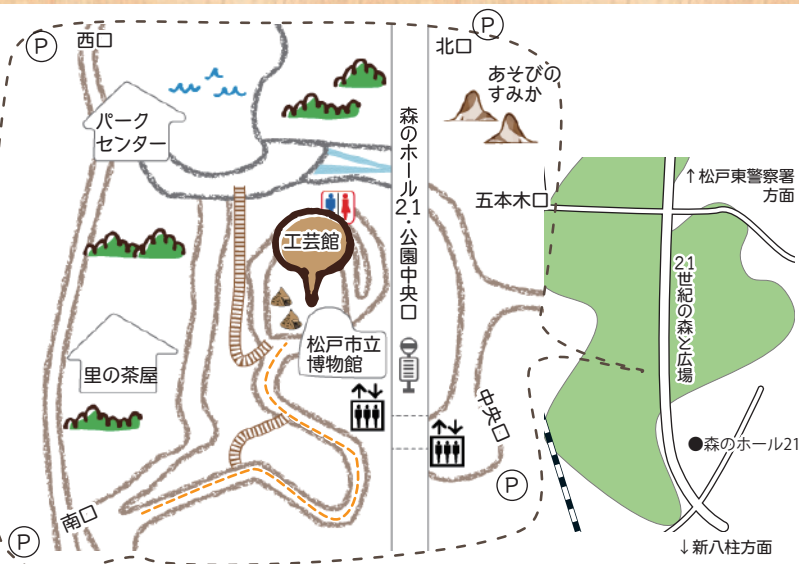 P
西口
P
北口
あそびの
すみか
パーク
センター
森のホール21・公園中央口
五本木口
工芸館
松戸市立
博物館
里の茶屋
中央口
P
南口
P
↑松戸東警察署
方面
21世紀の森と広場
●森のホール21
↓新八柱方面